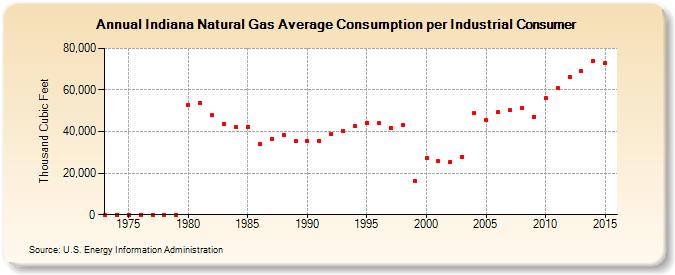 Annual Indiana Natural Gas Average Consumption per Industrial Consumer
Thousand Cubic Feet
80,000
60,000
40,000
20,000
0
1975 1980 1985 1990 1995 2000 2005 2010 2015
Source: U.S. Energy Information Administration